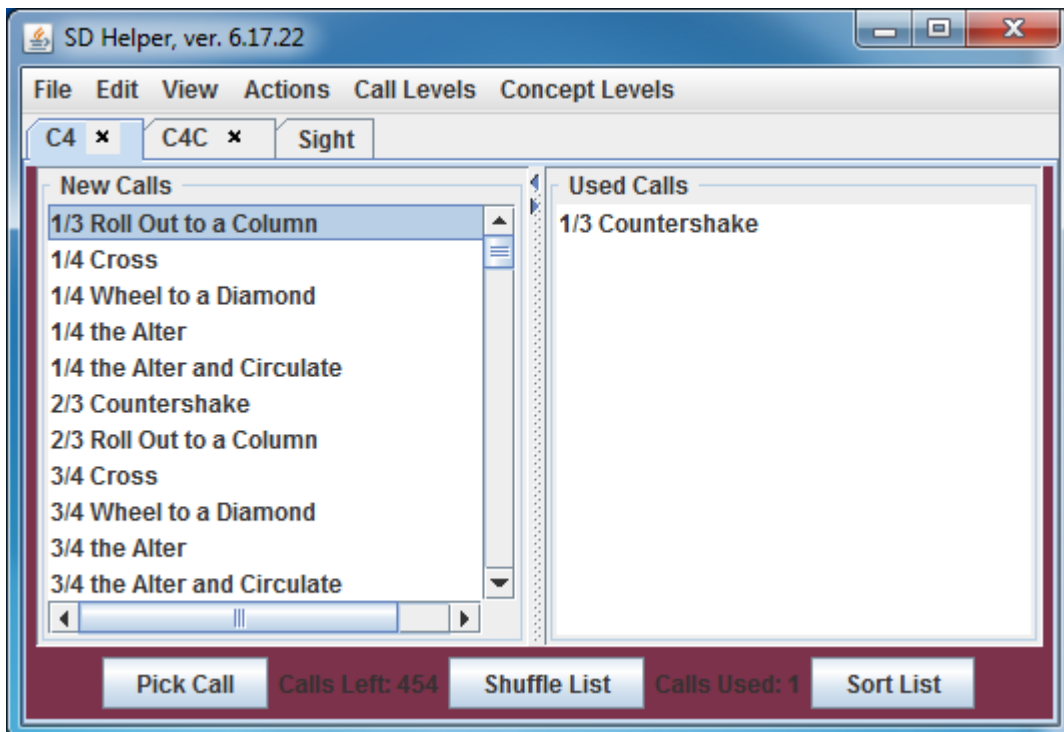 SD Helper, ver. 6.17.22
File Edit View Actions Call Levels Concept Levels
C4 C4C Sight
New Calls
1/3 Roll Out to a Column
1/4 Cross
1/4 Wheel to a Diamond
1/4 the Alter
1/4 the Alter and Circulate
2/3 Countershake
2/3 Roll Out to a Column
3/4 Cross
3/4 Wheel to a Diamond
3/4 the Alter
3/4 the Alter and Circulate
Used Calls
1/3 Countershake
Pick Call Calls Left: 454 Shuffle List Calls Used: 1 Sort List